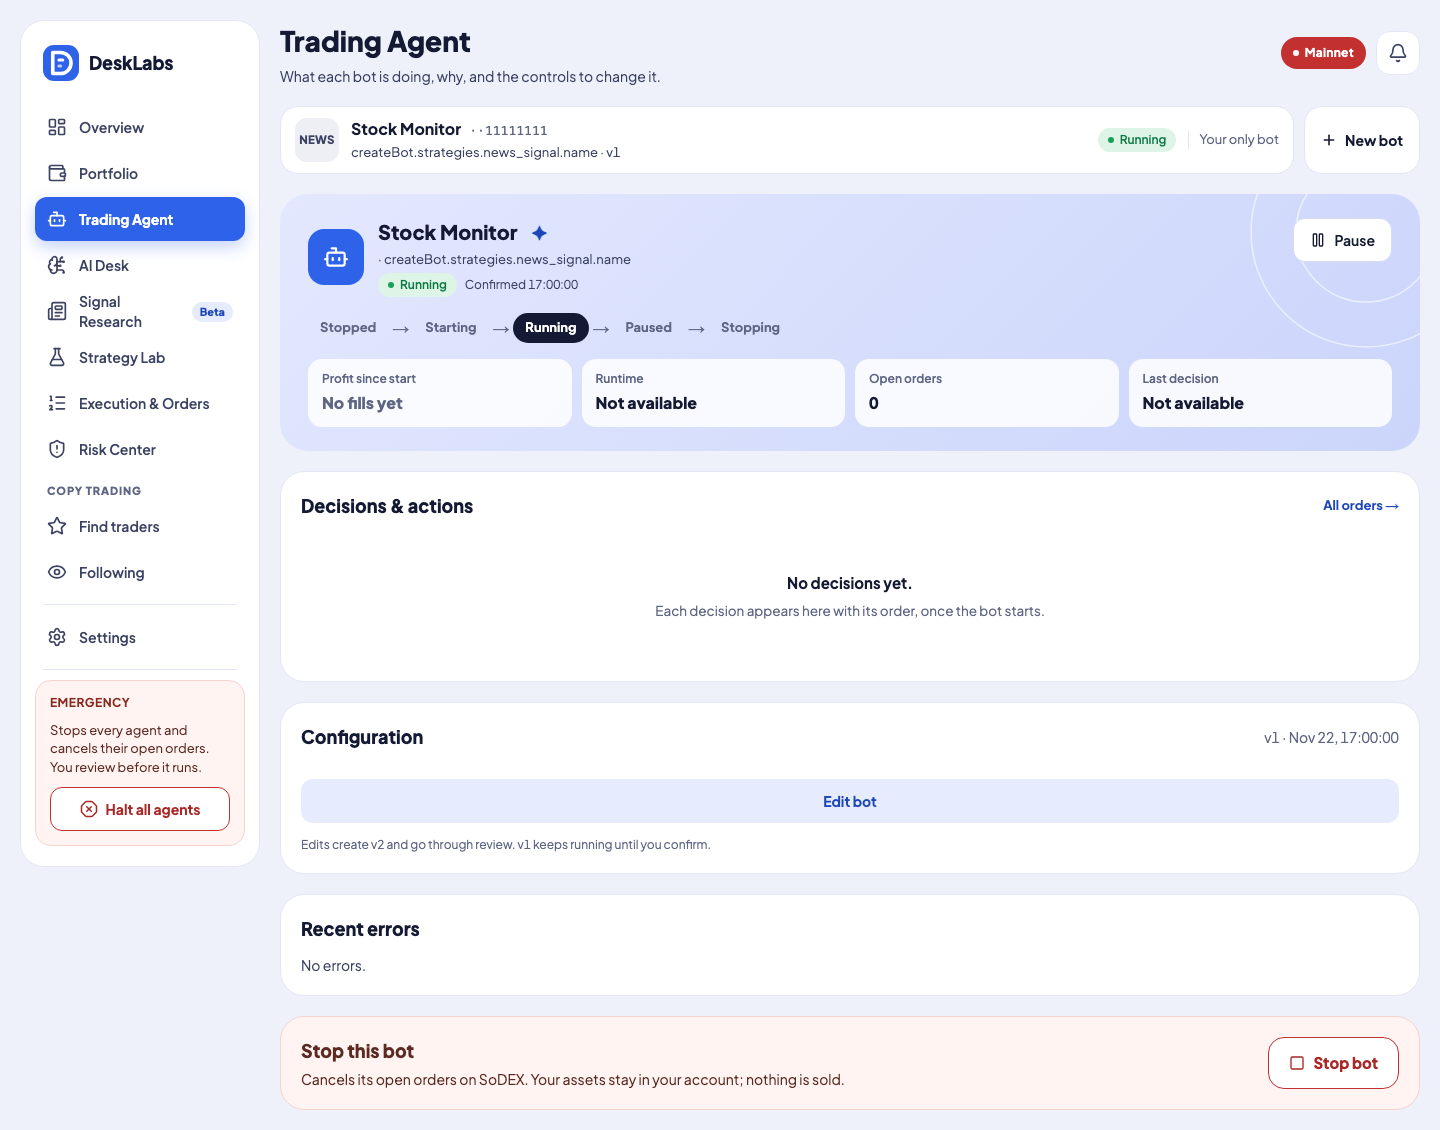 DeskLabs
Overview
Portfolio
Trading Agent
AI Desk
Signal
Research
Beta
Strategy Lab
Execution & Orders
Risk Center
COPY TRADING
Find traders
Following
Settings
EMERGENCY
Stops every agent and
cancels their open orders.
You review before it runs.
Halt all agents
Trading Agent
What each bot is doing, why, and the controls to change it.
Mainnet
NEWS
Stock Monitor ··11111111
createBot.strategies.news_signal.name · v1
Running
Your only bot
New bot
Stock Monitor
· createBot.strategies.news_signal.name
Running Confirmed 17:00:00
Pause
Stopped → Starting → Running → Paused → Stopping
Profit since start
No fills yet
Runtime
Not available
Open orders
0
Last decision
Not available
Decisions & actions
All orders →
No decisions yet.
Each decision appears here with its order, once the bot starts.
Configuration
v1 · Nov 22, 17:00:00
Edit bot
Edits create v2 and go through review. v1 keeps running until you confirm.
Recent errors
No errors.
Stop this bot
Cancels its open orders on SoDEX. Your assets stay in your account; nothing is sold.
Stop bot